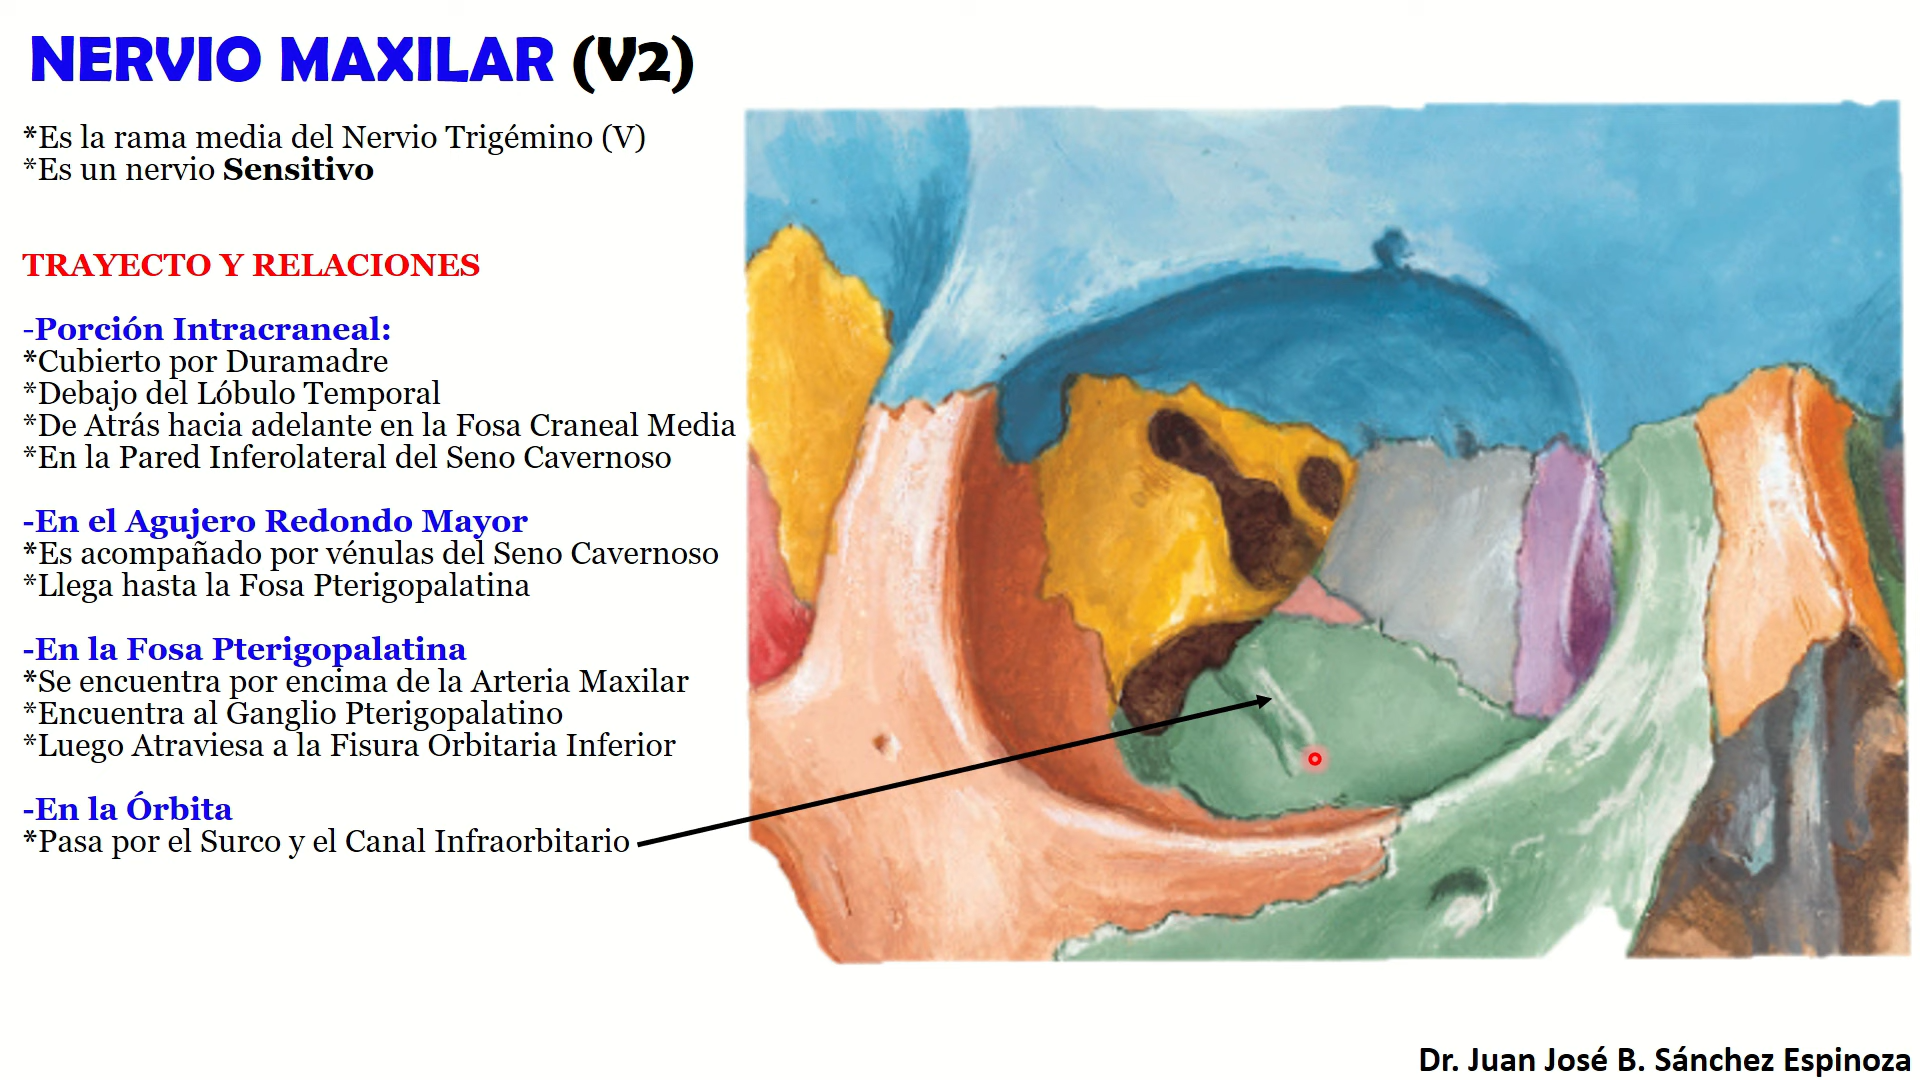 NERVIO MAXILAR (V2)
*Es la rama media del Nervio Trigémino (V)
*Es un nervio Sensitivo
TRAYECTO Y RELACIONES
-Porción Intracraneal:
*Cubierto por Duramadre
*Debajo del Lóbulo Temporal
*De Atrás hacia adelante en la Fosa Craneal Media
*En la Pared Inferolateral del Seno Cavernoso
-En el Agujero Redondo Mayor
*Es acompañado por vénulas del Seno Cavernoso
*Llega hasta la Fosa Pterigopalatina
-En la Fosa Pterigopalatina
*Se encuentra por encima de la Arteria Maxilar
*Encuentra al Ganglio Pterigopalatino
*Luego Atraviesa a la Fisura Orbitaria Inferior
-En la Órbita
*Pasa por el Surco y el Canal Infraorbitario
Dr. Juan José B. Sánchez Espinoza